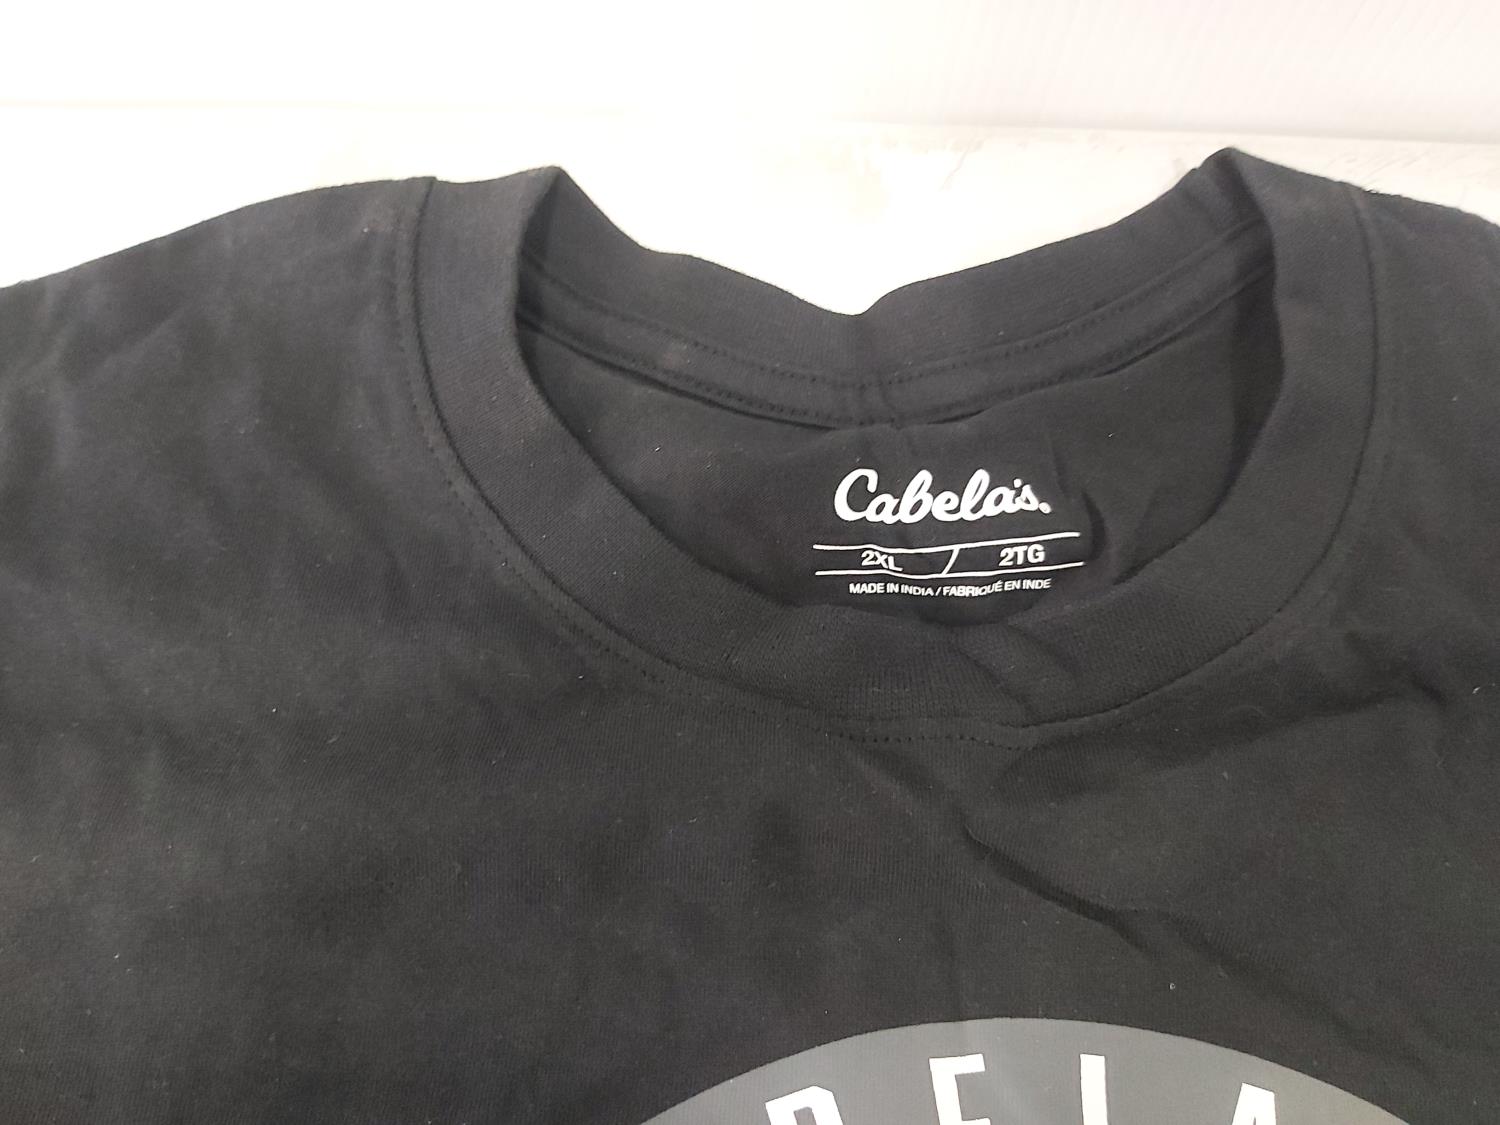 Cabela's.
2XL / 2TG
MADE IN INDIA / FABRIQUÉ EN INDE